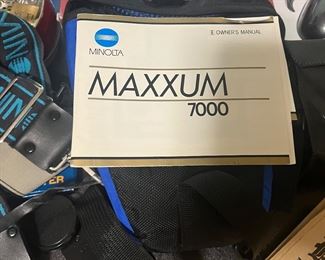 E OWNER'S MANUAL
MINOLTA
MAXXUM
7000